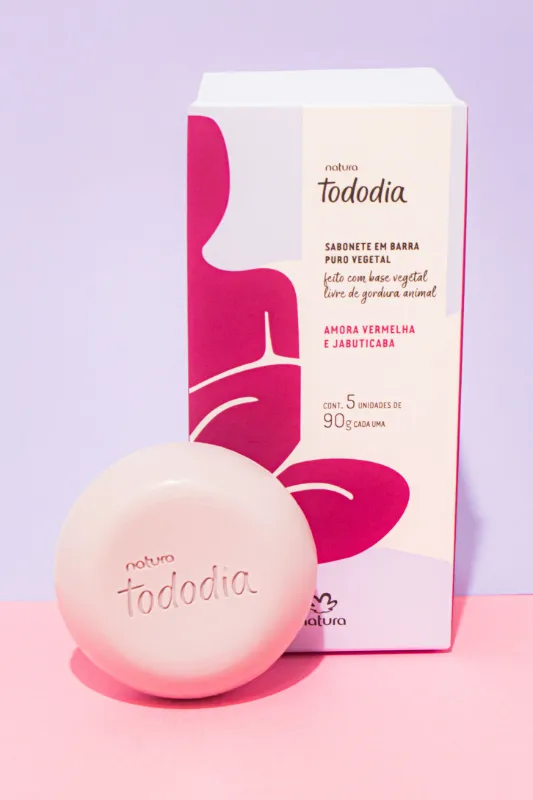 natura
tododia
SABONETE EM BARRA
PURO VEGETAL
feito com base vegetal
livre de gordura animal
AMORA VERMELHA
E JABUTICABA
CONT. 5 UNIDADES DE
90g CADA UMA
natura
tododia
natura